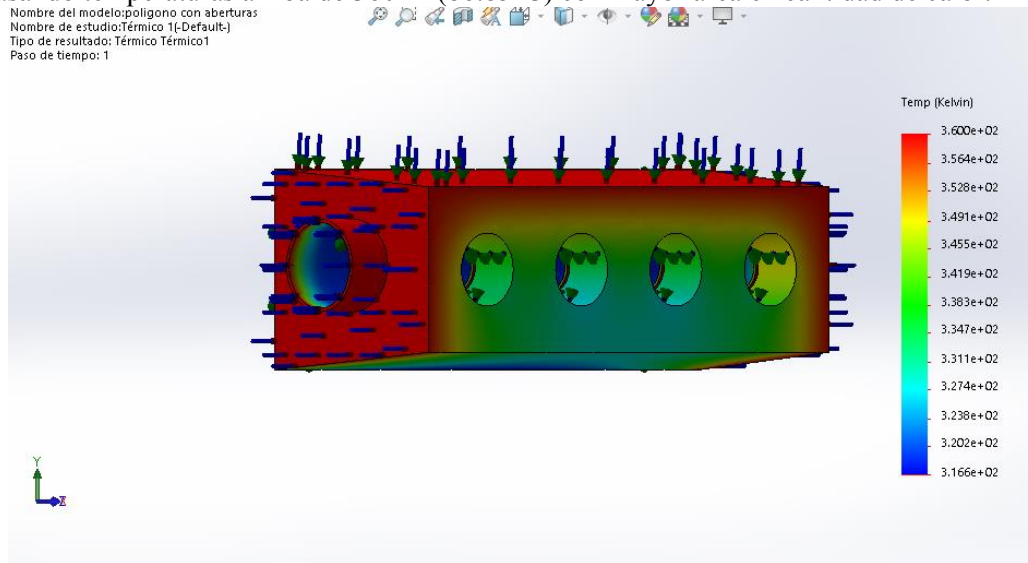 Nombre del modelo:poligono con aberturas
Nombre de estudio:Térmico 1(-Default-)
Tipo de resultado: Térmico Térmico1
Paso de tiempo: 1
Temp (Kelvin)
3.600e+02
3.564e+02
3.528e+02
3.491e+02
3.455e+02
3.419e+02
3.383e+02
3.347e+02
3.311e+02
3.274e+02
3.238e+02
3.202e+02
3.166e+02
Y
Z